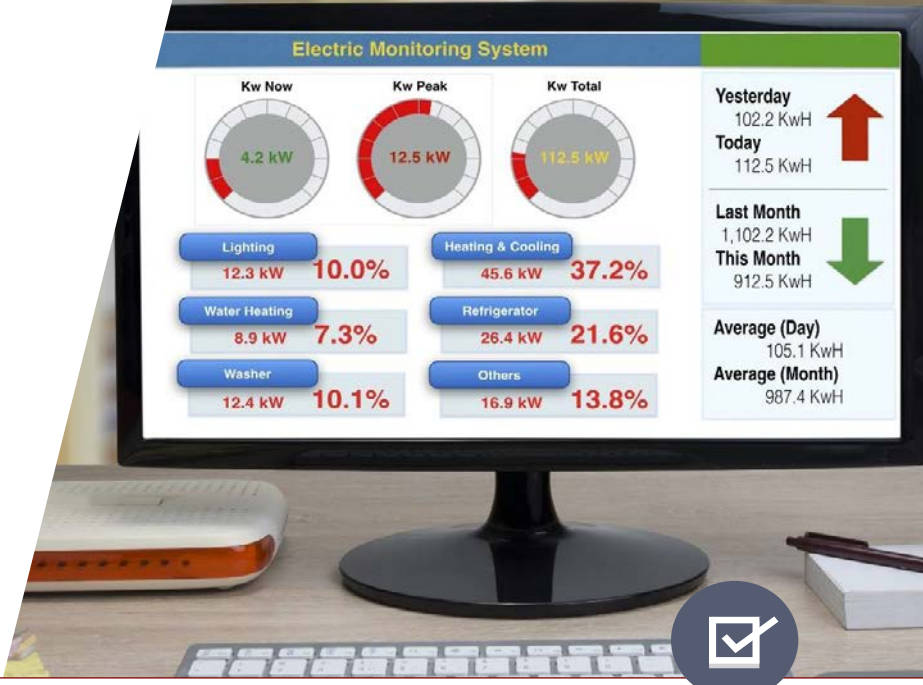 Electric Monitoring System
Kw Now
Kw Peak
Kw Total
4.2 kW
12.5 kW
112.5 kW
Lighting
12.3 kW 10.0%
Heating & Cooling
45.6 kW 37.2%
Water Heating
8.9 kW 7.3%
Refrigerator
26.4 kW 21.6%
Washer
12.4 kW 10.1%
Others
16.9 kW 13.8%
Yesterday
102.2 KwH
Today
112.5 KwH
Last Month
1,102.2 KwH
This Month
912.5 KwH
Average (Day)
105.1 KwH
Average (Month)
987.4 KwH